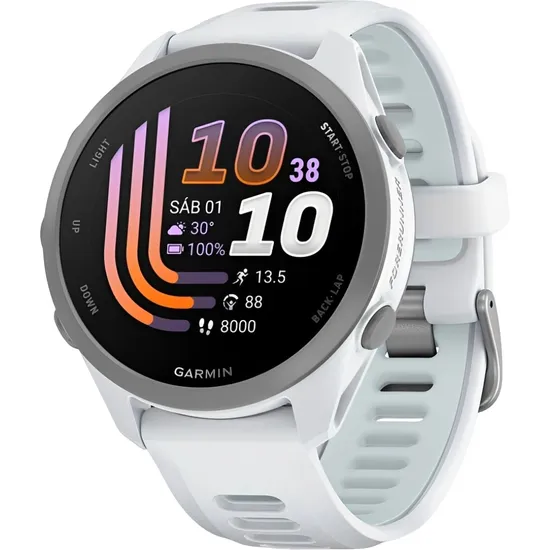 LIGHT
START·STOP
UP
DOWN
BACK·LAP
10
38
10
SÁB 01
30°
100%
13.5
88
8000
GARMIN
FORERUNNER